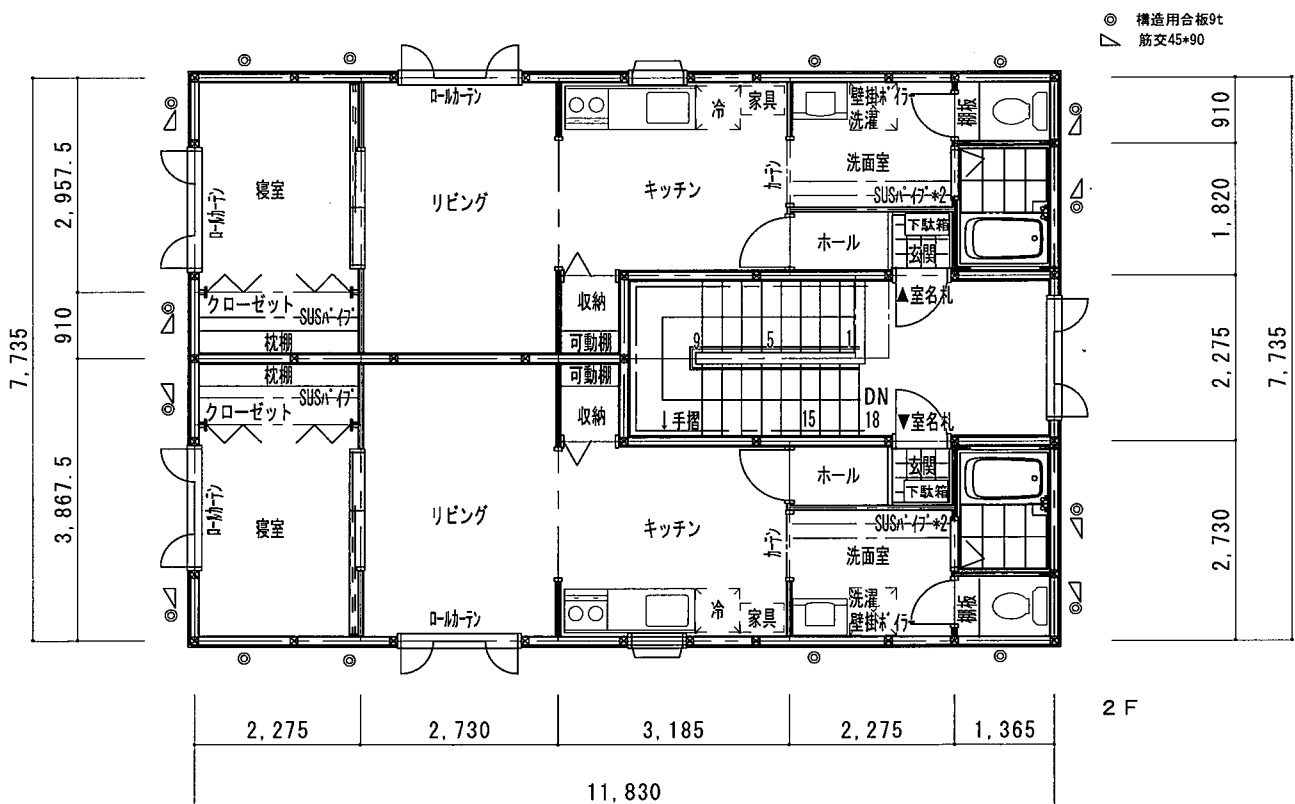 ◎ 構造用合板9t
筋交45*90
ロールカーテン
冷
家具
壁掛ボイラー
洗濯
棚板
910
2,957.5
寝室
ロールカーテン
リビング
キッチン
カーテン
洗面室
SUSパイプ*2
1,820
ホール
下駄箱
玄関
クローゼット
SUSパイプ
枕棚
収納
可動棚
▲室名札
910
7,735
9
5
1
2,275
7,735
枕棚
SUSパイプ
クローゼット
可動棚
収納
↓手摺
15
DN
18
▼室名札
3,867.5
ロールカーテン
寝室
リビング
キッチン
カーテン
ホール
玄関
下駄箱
SUSパイプ*2
洗面室
2,730
ロールカーテン
冷
家具
洗濯
壁掛ボイラー
棚板
2F
2,275
2,730
3,185
2,275
1,365
11,830